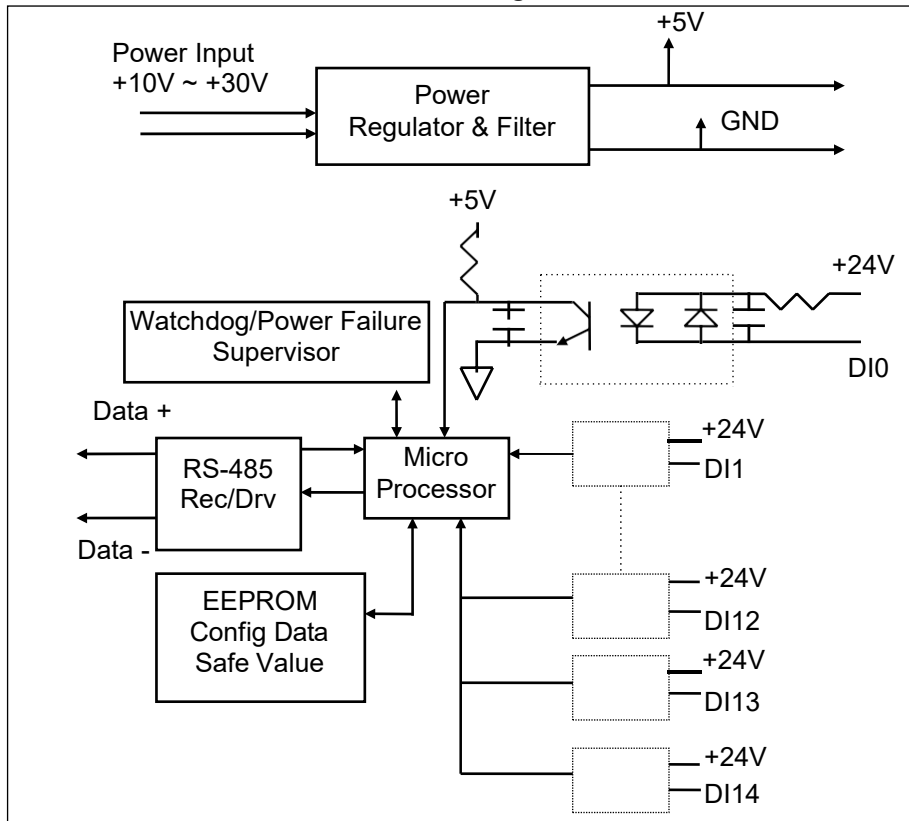 +5V
Power Input
+10V ~ +30V
Power
Regulator & Filter
GND
+5V
+24V
Watchdog/Power Failure
Supervisor
DI0
Data +
RS-485
Rec/Drv
Micro
Processor
+24V
DI1
Data -
EEPROM
Config Data
Safe Value
+24V
DI12
+24V
DI13
+24V
DI14